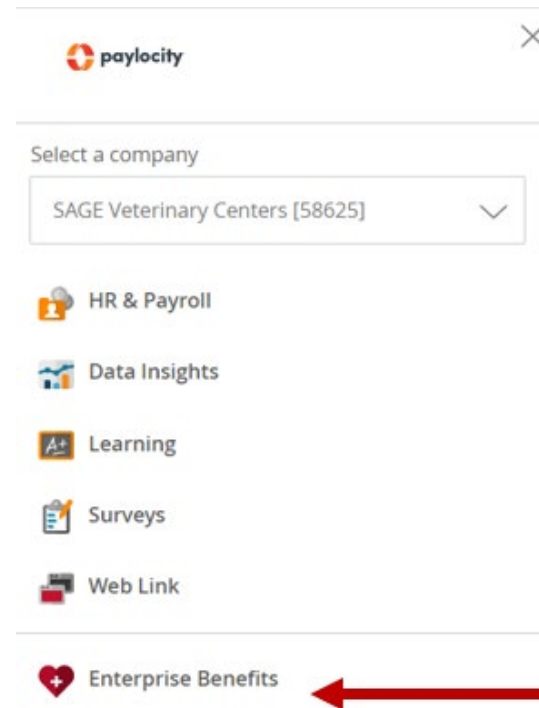 paylocity
Select a company
SAGE Veterinary Centers [58625]
HR & Payroll
Data Insights
A+
Learning
Surveys
Web Link
Enterprise Benefits